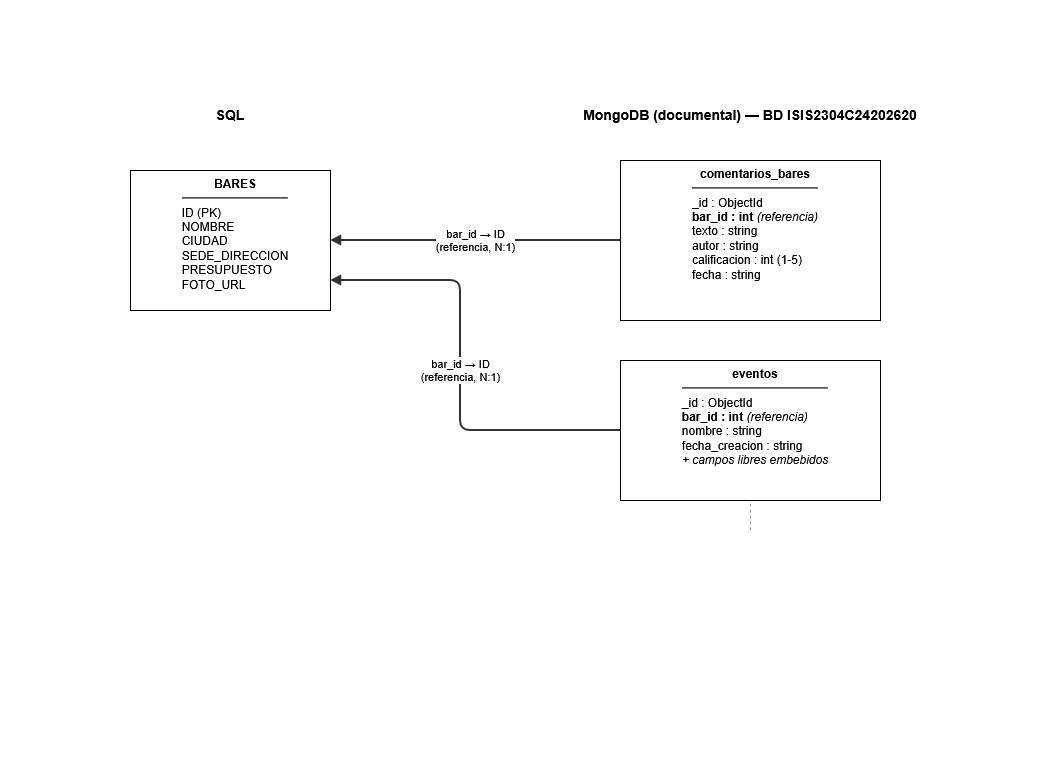 SQL
MongoDB (documental) — BD ISIS2304C24202620
BARES
ID (PK)
NOMBRE
CIUDAD
SEDE_DIRECCION
PRESUPUESTO
FOTO_URL
bar_id → ID
(referencia, N:1)
comentarios_bares
_id : ObjectId
bar_id : int (referencia)
texto : string
autor : string
calificacion : int (1-5)
fecha : string
bar_id → ID
(referencia, N:1)
eventos
_id : ObjectId
bar_id : int (referencia)
nombre : string
fecha_creacion : string
+ campos libres embebidos